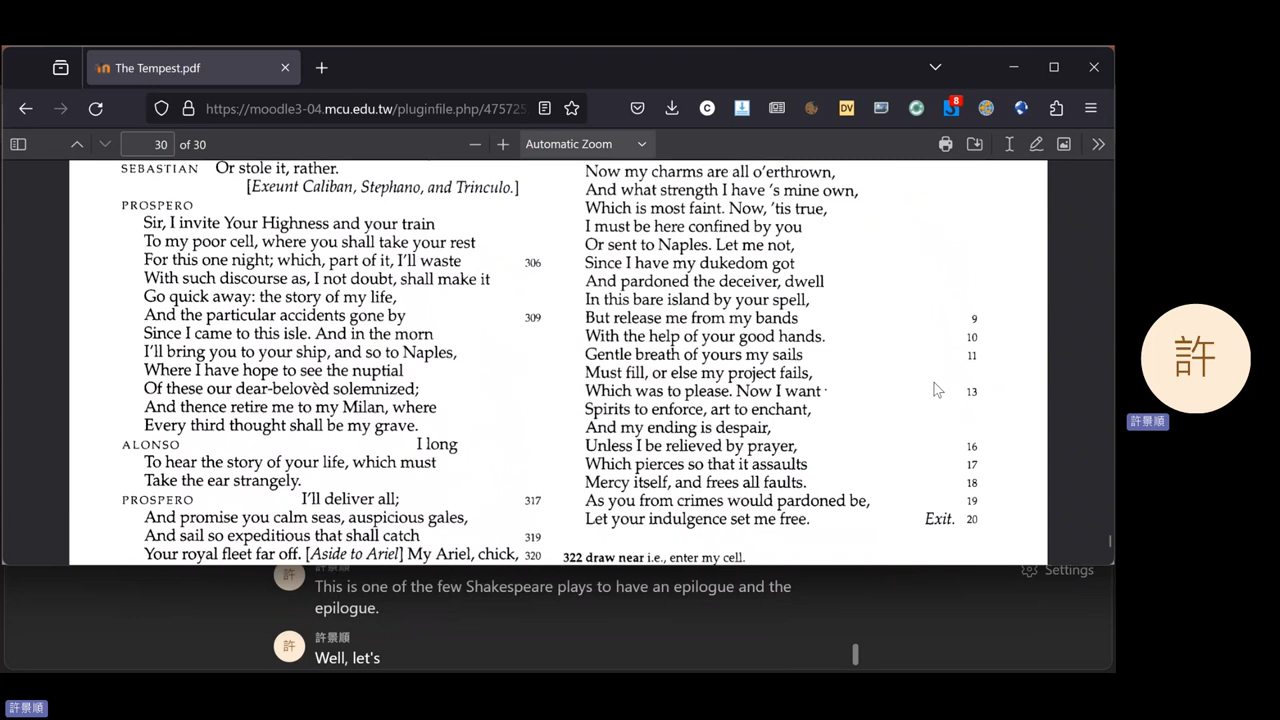 The Tempest.pdf
https://moodle3-04.mcu.edu.tw/pluginfile.php/475725
C
DV
8
30 of 30
Automatic Zoom
SEBASTIAN Or stole it, rather.
[Exeunt Caliban, Stephano, and Trinculo.]
PROSPERO
Sir, I invite Your Highness and your train
To my poor cell, where you shall take your rest
For this one night; which, part of it, I'll waste 306
With such discourse as, I not doubt, shall make it
Go quick away: the story of my life,
And the particular accidents gone by 309
Since I came to this isle. And in the morn
I'll bring you to your ship, and so to Naples,
Where I have hope to see the nuptial
Of these our dear-belovèd solemnized;
And thence retire me to my Milan, where
Every third thought shall be my grave.
ALONSO I long
To hear the story of your life, which must
Take the ear strangely.
PROSPERO I'll deliver all; 317
And promise you calm seas, auspicious gales,
And sail so expeditious that shall catch 319
Your royal fleet far off. [Aside to Ariel] My Ariel, chick, 320
Now my charms are all o'erthrown,
And what strength I have 's mine own,
Which is most faint. Now, 'tis true,
I must be here confined by you
Or sent to Naples. Let me not,
Since I have my dukedom got
And pardoned the deceiver, dwell
In this bare island by your spell,
But release me from my bands 9
With the help of your good hands. 10
Gentle breath of yours my sails 11
Must fill, or else my project fails,
Which was to please. Now I want 13
Spirits to enforce, art to enchant,
And my ending is despair,
Unless I be relieved by prayer, 16
Which pierces so that it assaults 17
Mercy itself, and frees all faults. 18
As you from crimes would pardoned be, 19
Let your indulgence set me free. Exit. 20
322 draw near i.e., enter my cell.
許
許景順
Settings
許
許景順
This is one of the few Shakespeare plays to have an epilogue and the
epilogue.
許
許景順
Well, let's
許景順